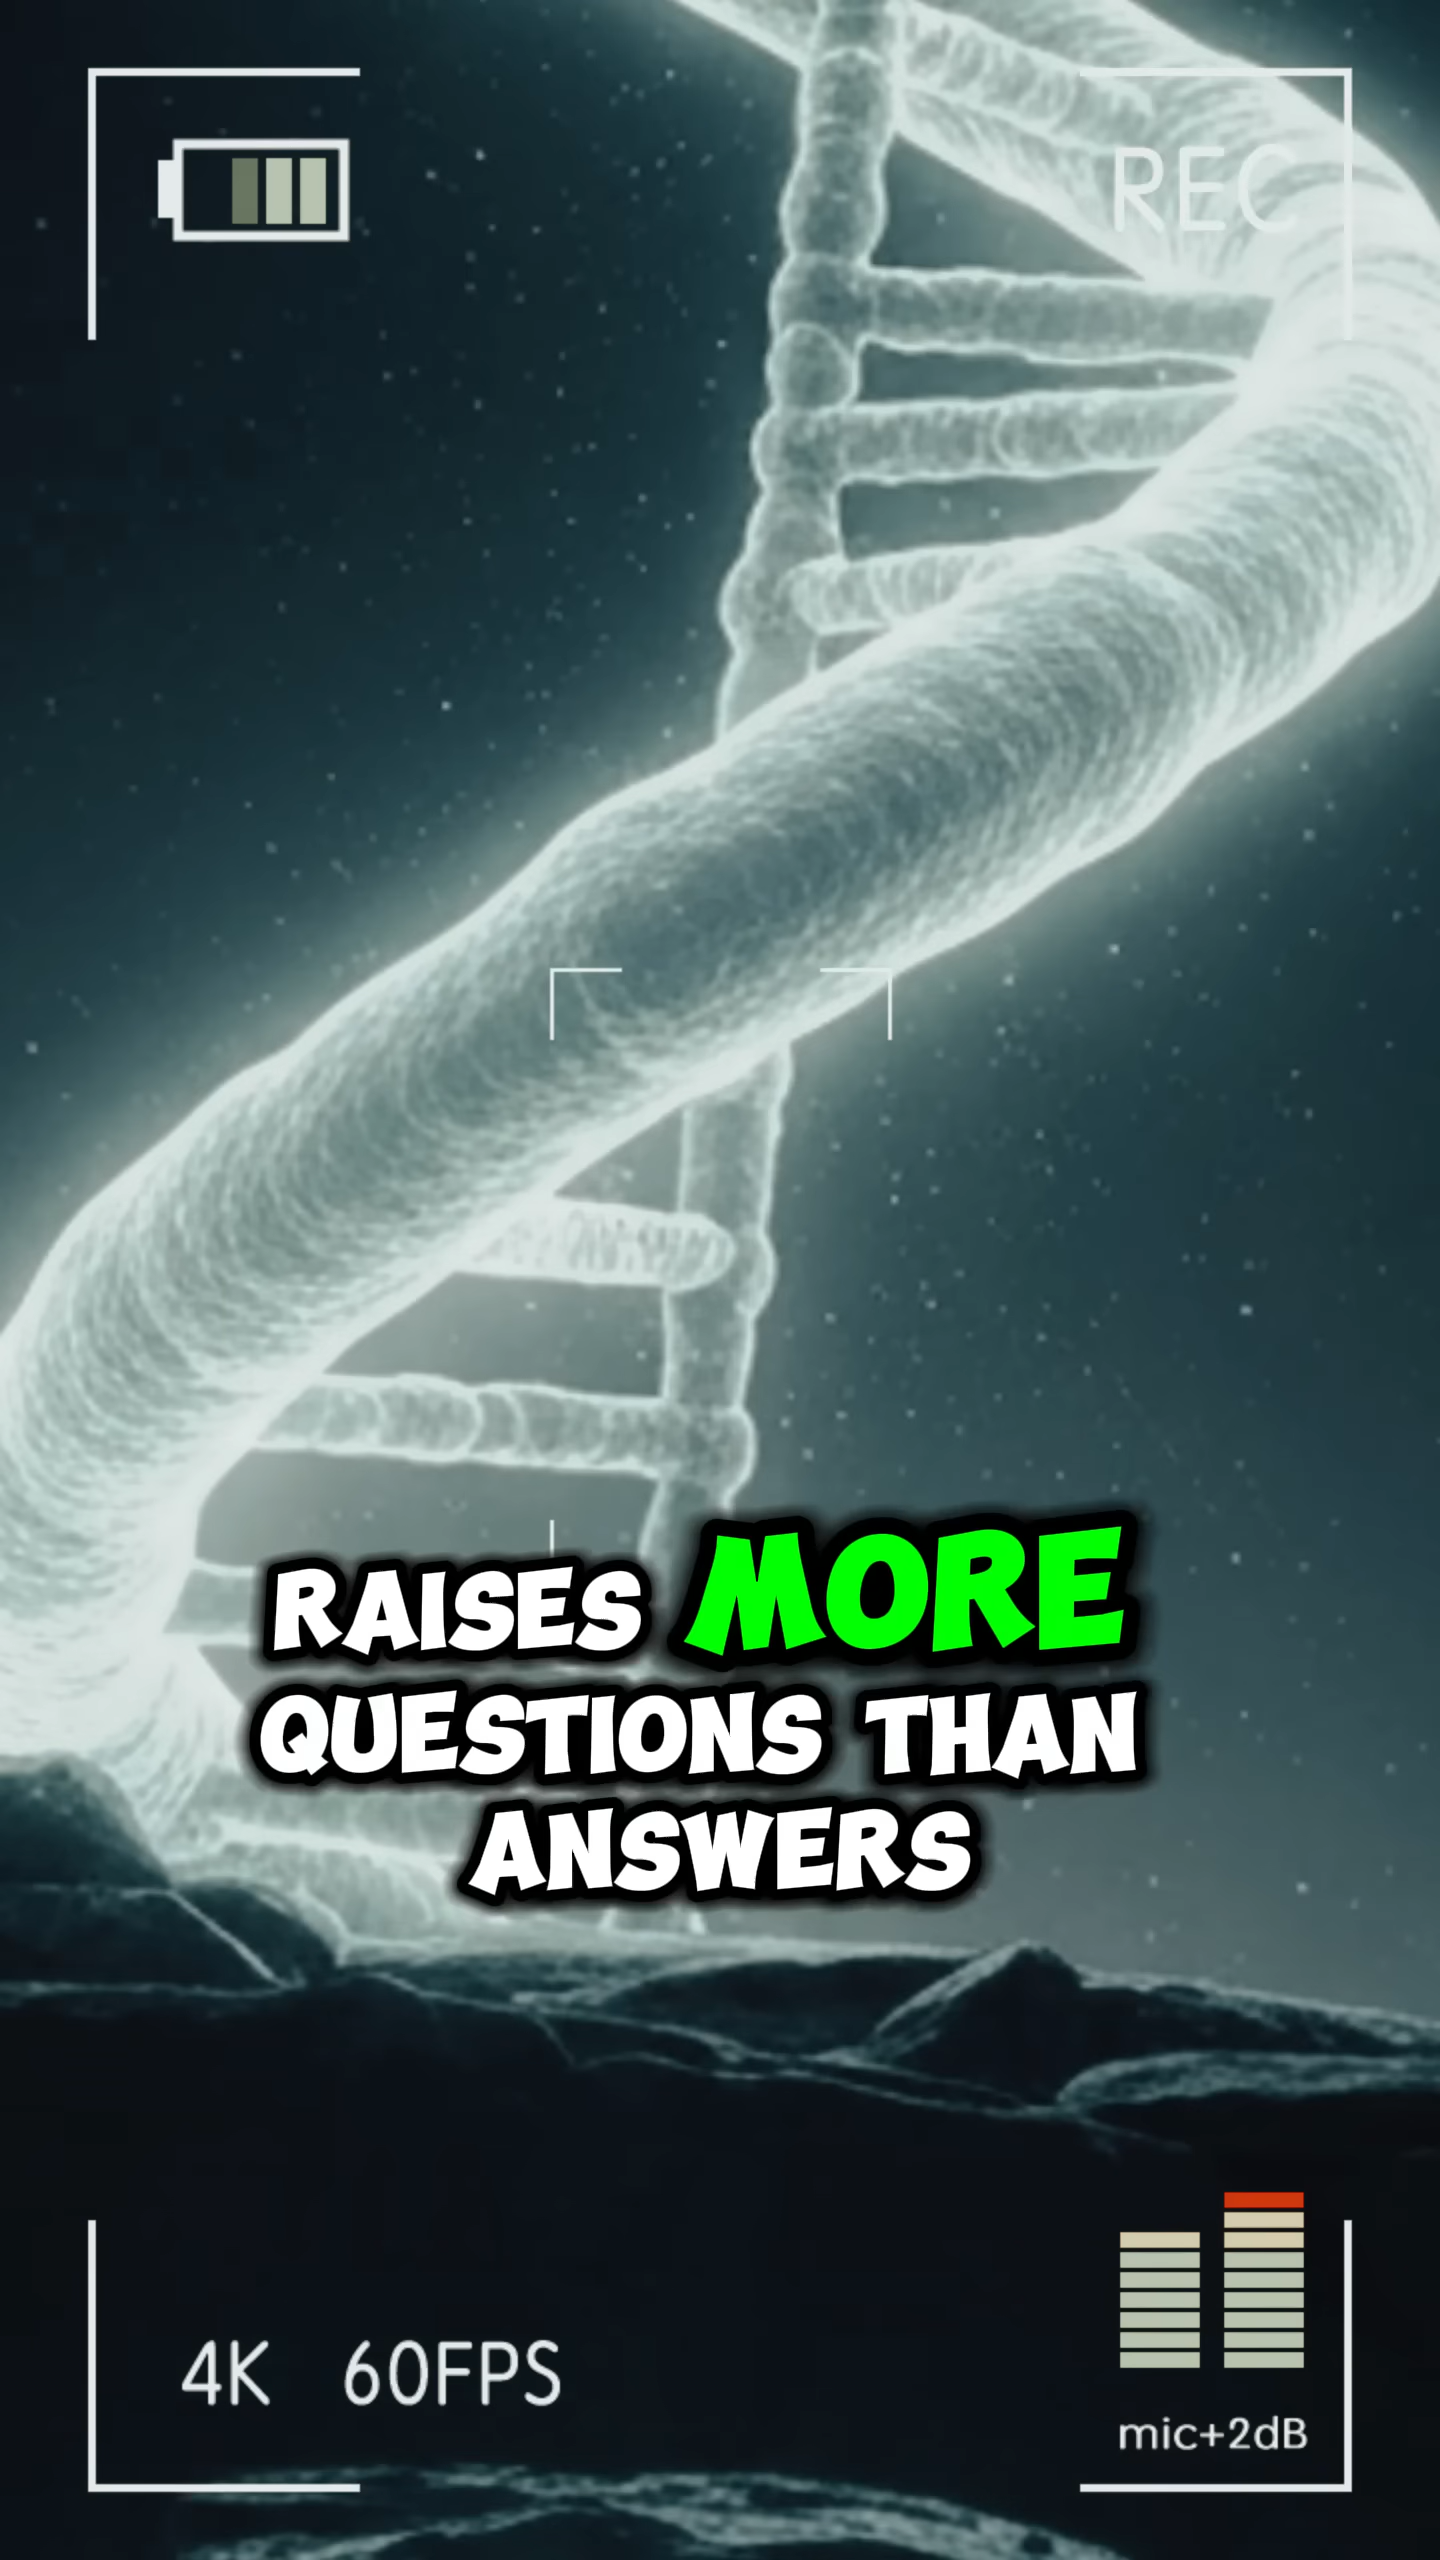 REC
RAISES MORE
QUESTIONS THAN
ANSWERS
4K 60FPS
mic+2dB